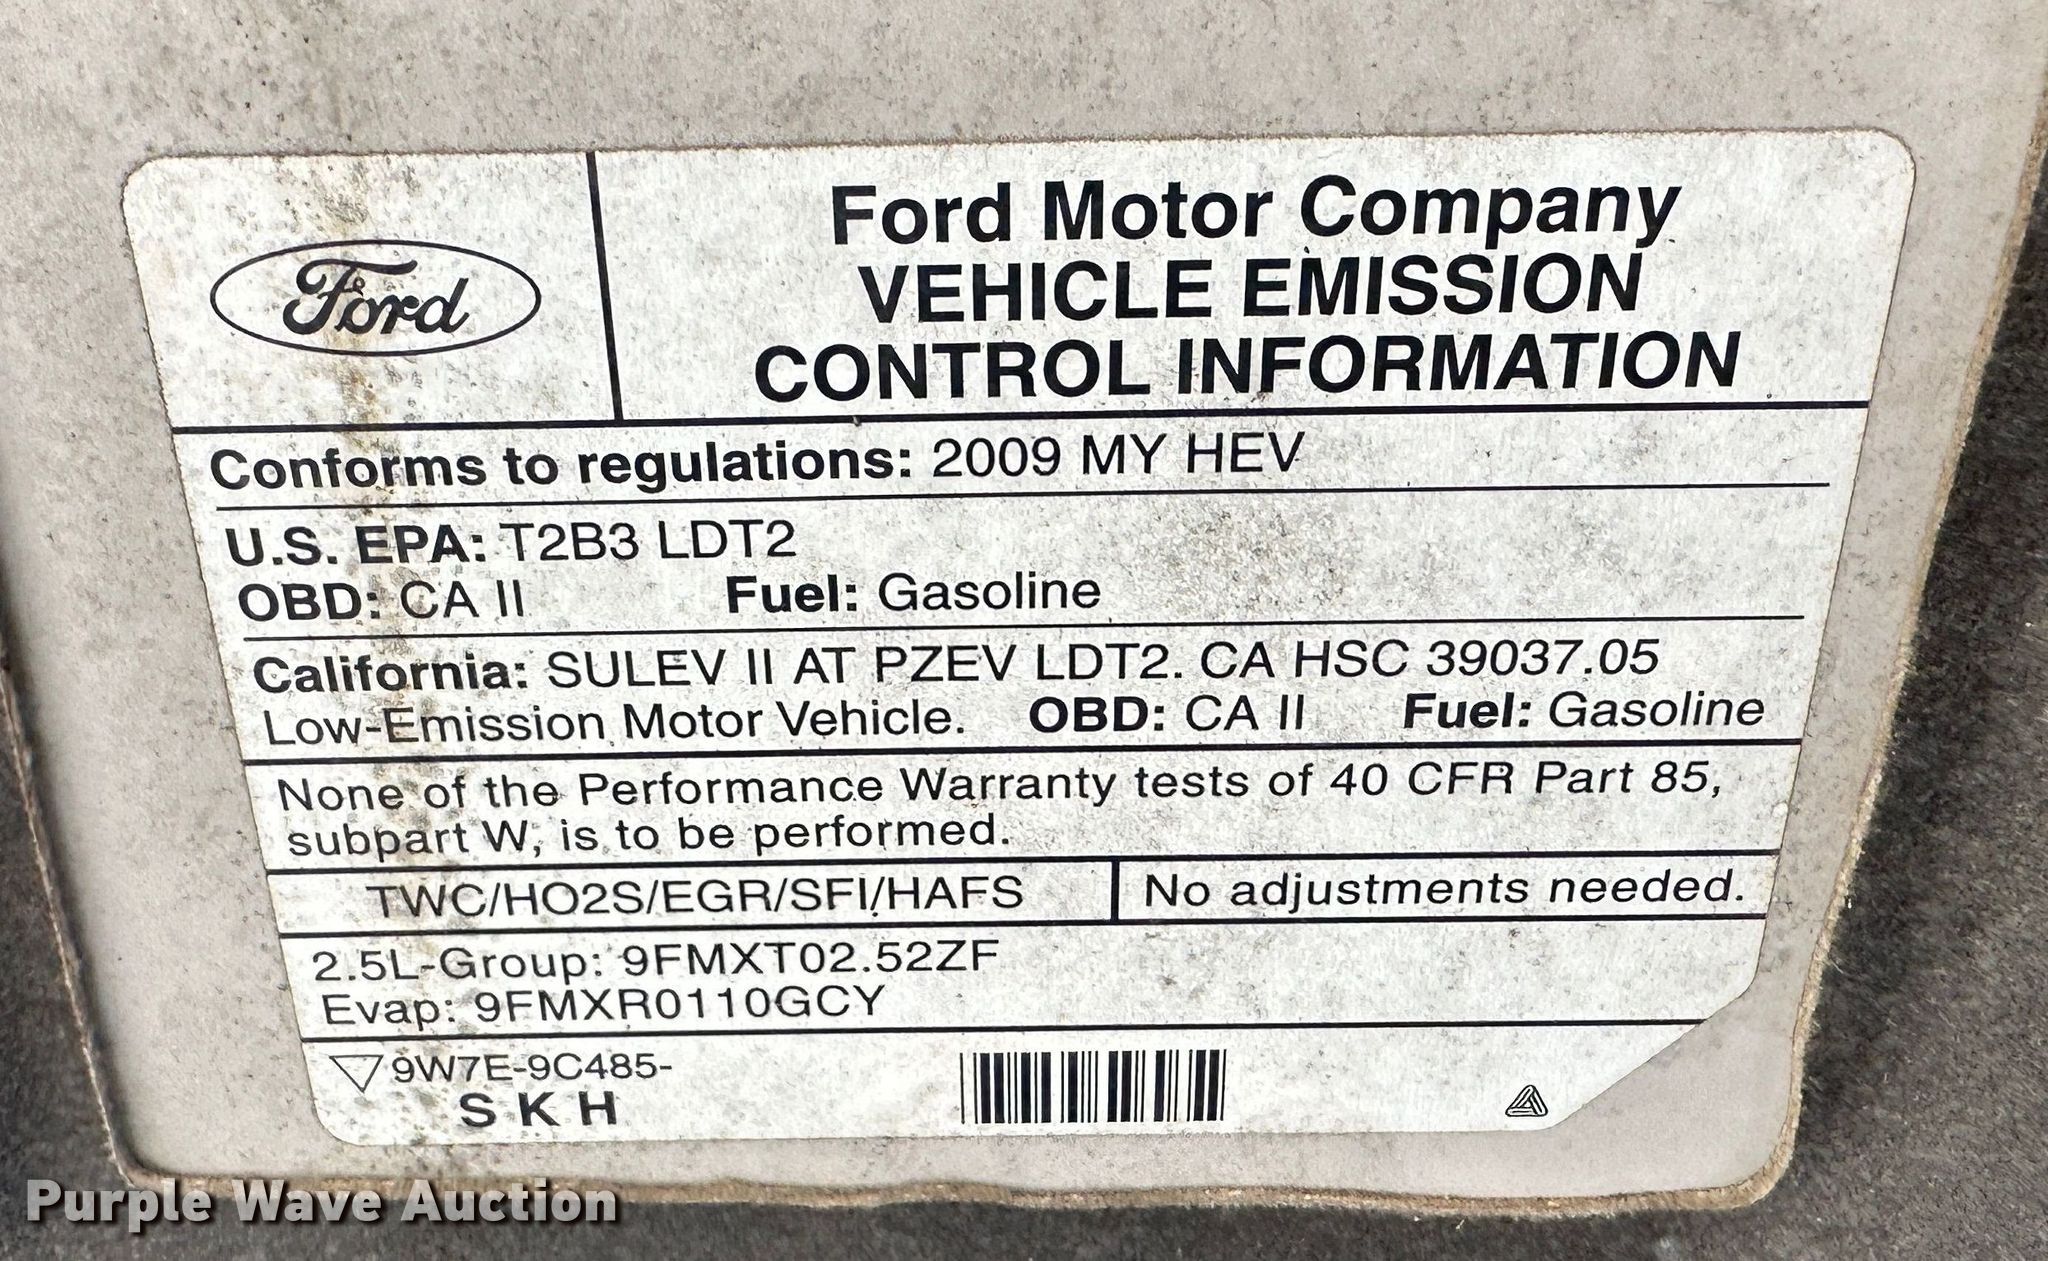 Ford
Ford Motor Company
VEHICLE EMISSION
CONTROL INFORMATION
Conforms to regulations: 2009 MY HEV
U.S. EPA: T2B3 LDT2
OBD: CA II Fuel: Gasoline
California: SULEV II AT PZEV LDT2. CA HSC 39037.05
Low-Emission Motor Vehicle. OBD: CA II Fuel: Gasoline
None of the Performance Warranty tests of 40 CFR Part 85,
subpart W, is to be performed.
TWC/HO2S/EGR/SFI/HAFS No adjustments needed.
2.5L-Group: 9FMXT02.52ZF
Evap: 9FMXR0110GCY
9W7E-9C485-
S K H
Purple Wave Auction